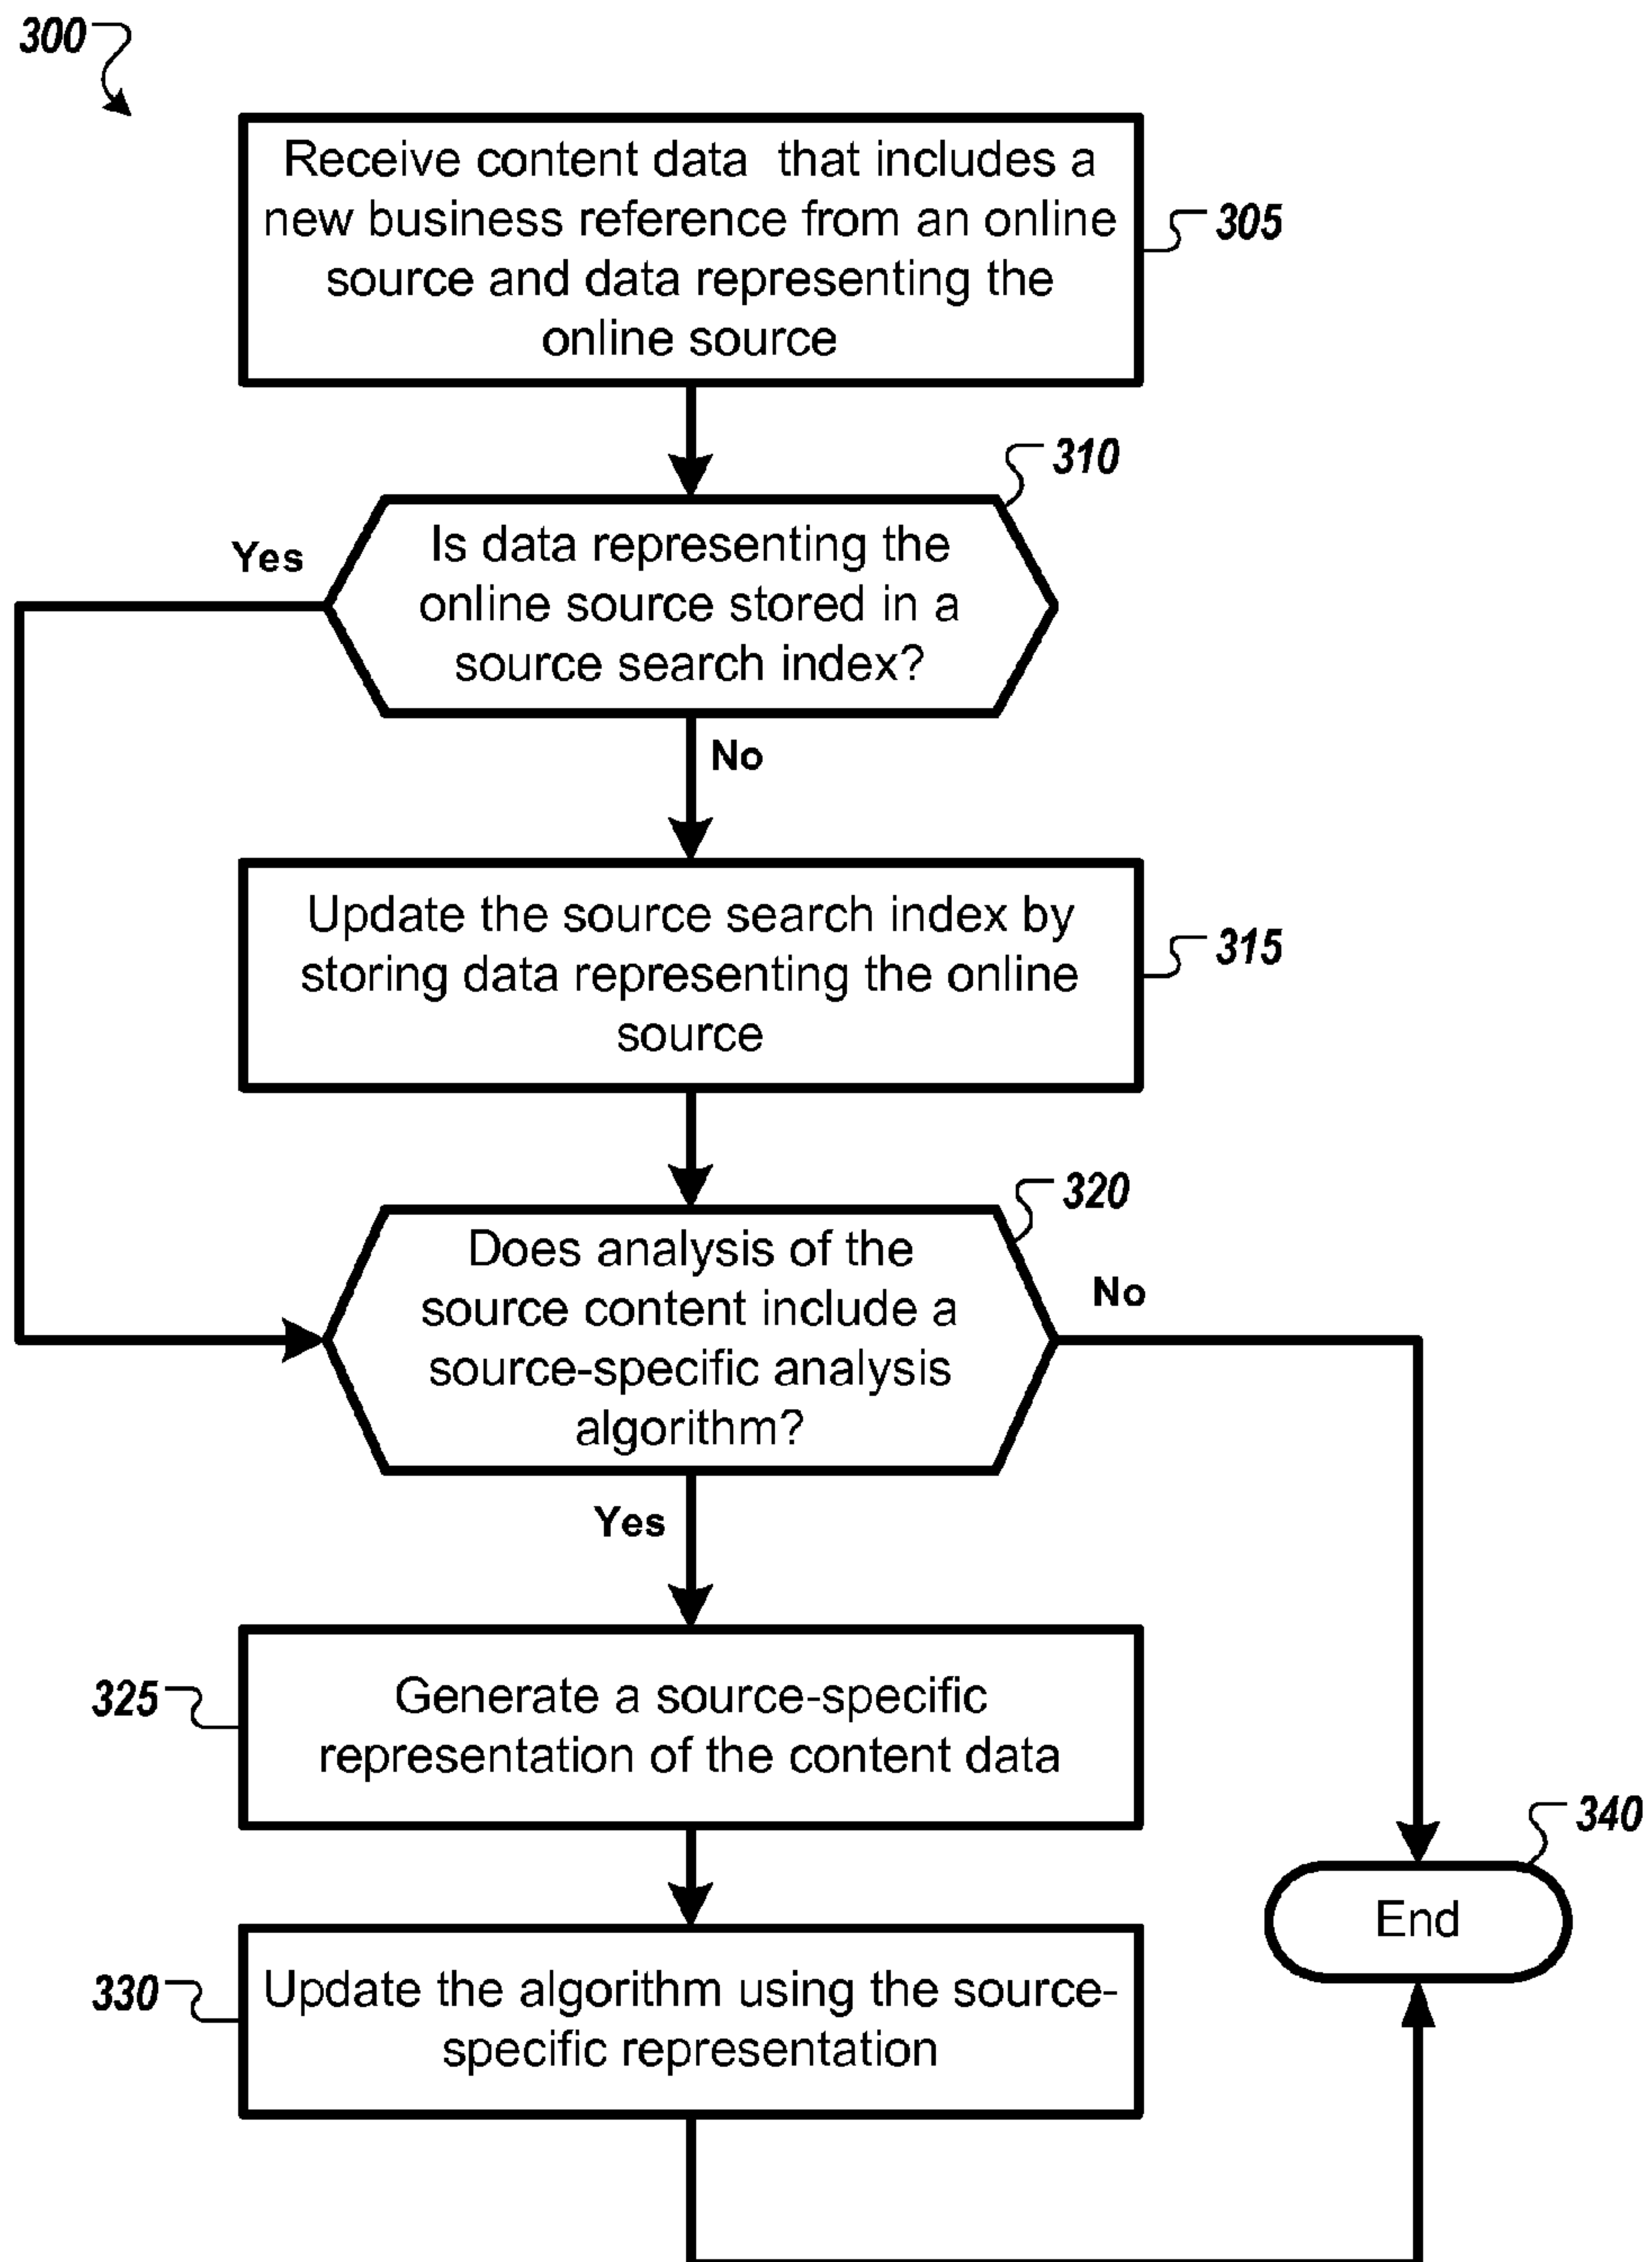 300
Receive content data that includes a
new business reference from an online
source and data representing the
online source
305
310
Is data representing the
online source stored in a
source search index?
Yes
No
Update the source search index by
storing data representing the online
source
315
320
Does analysis of the
source content include a
source-specific analysis
algorithm?
No
Yes
325
Generate a source-specific
representation of the content data
340
End
330
Update the algorithm using the source-
specific representation